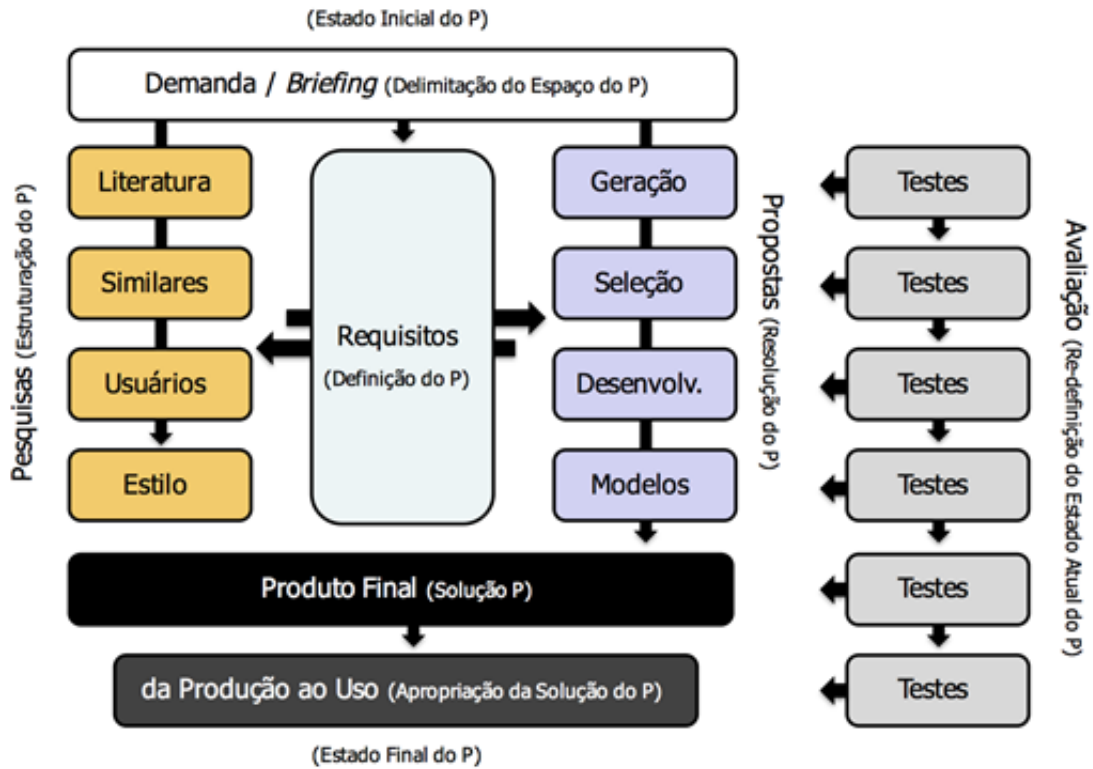 (Estado Inicial do P)
Demanda / Briefing (Delimitação do Espaço do P)
Pesquisas (Estruturação do P)
Literatura
Similares
Usuários
Estilo
Requisitos
(Definição do P)
Geração
Seleção
Desenvolv.
Modelos
Propostas (Resolução do P)
Testes
Testes
Testes
Testes
Testes
Testes
Avaliação (Re-definição do Estado Atual do P)
Produto Final (Solução P)
da Produção ao Uso (Apropriação da Solução do P)
(Estado Final do P)